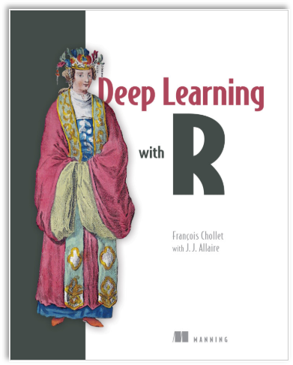 Deep Learning
with R
François Chollet
with J. J. Allaire
MANNING